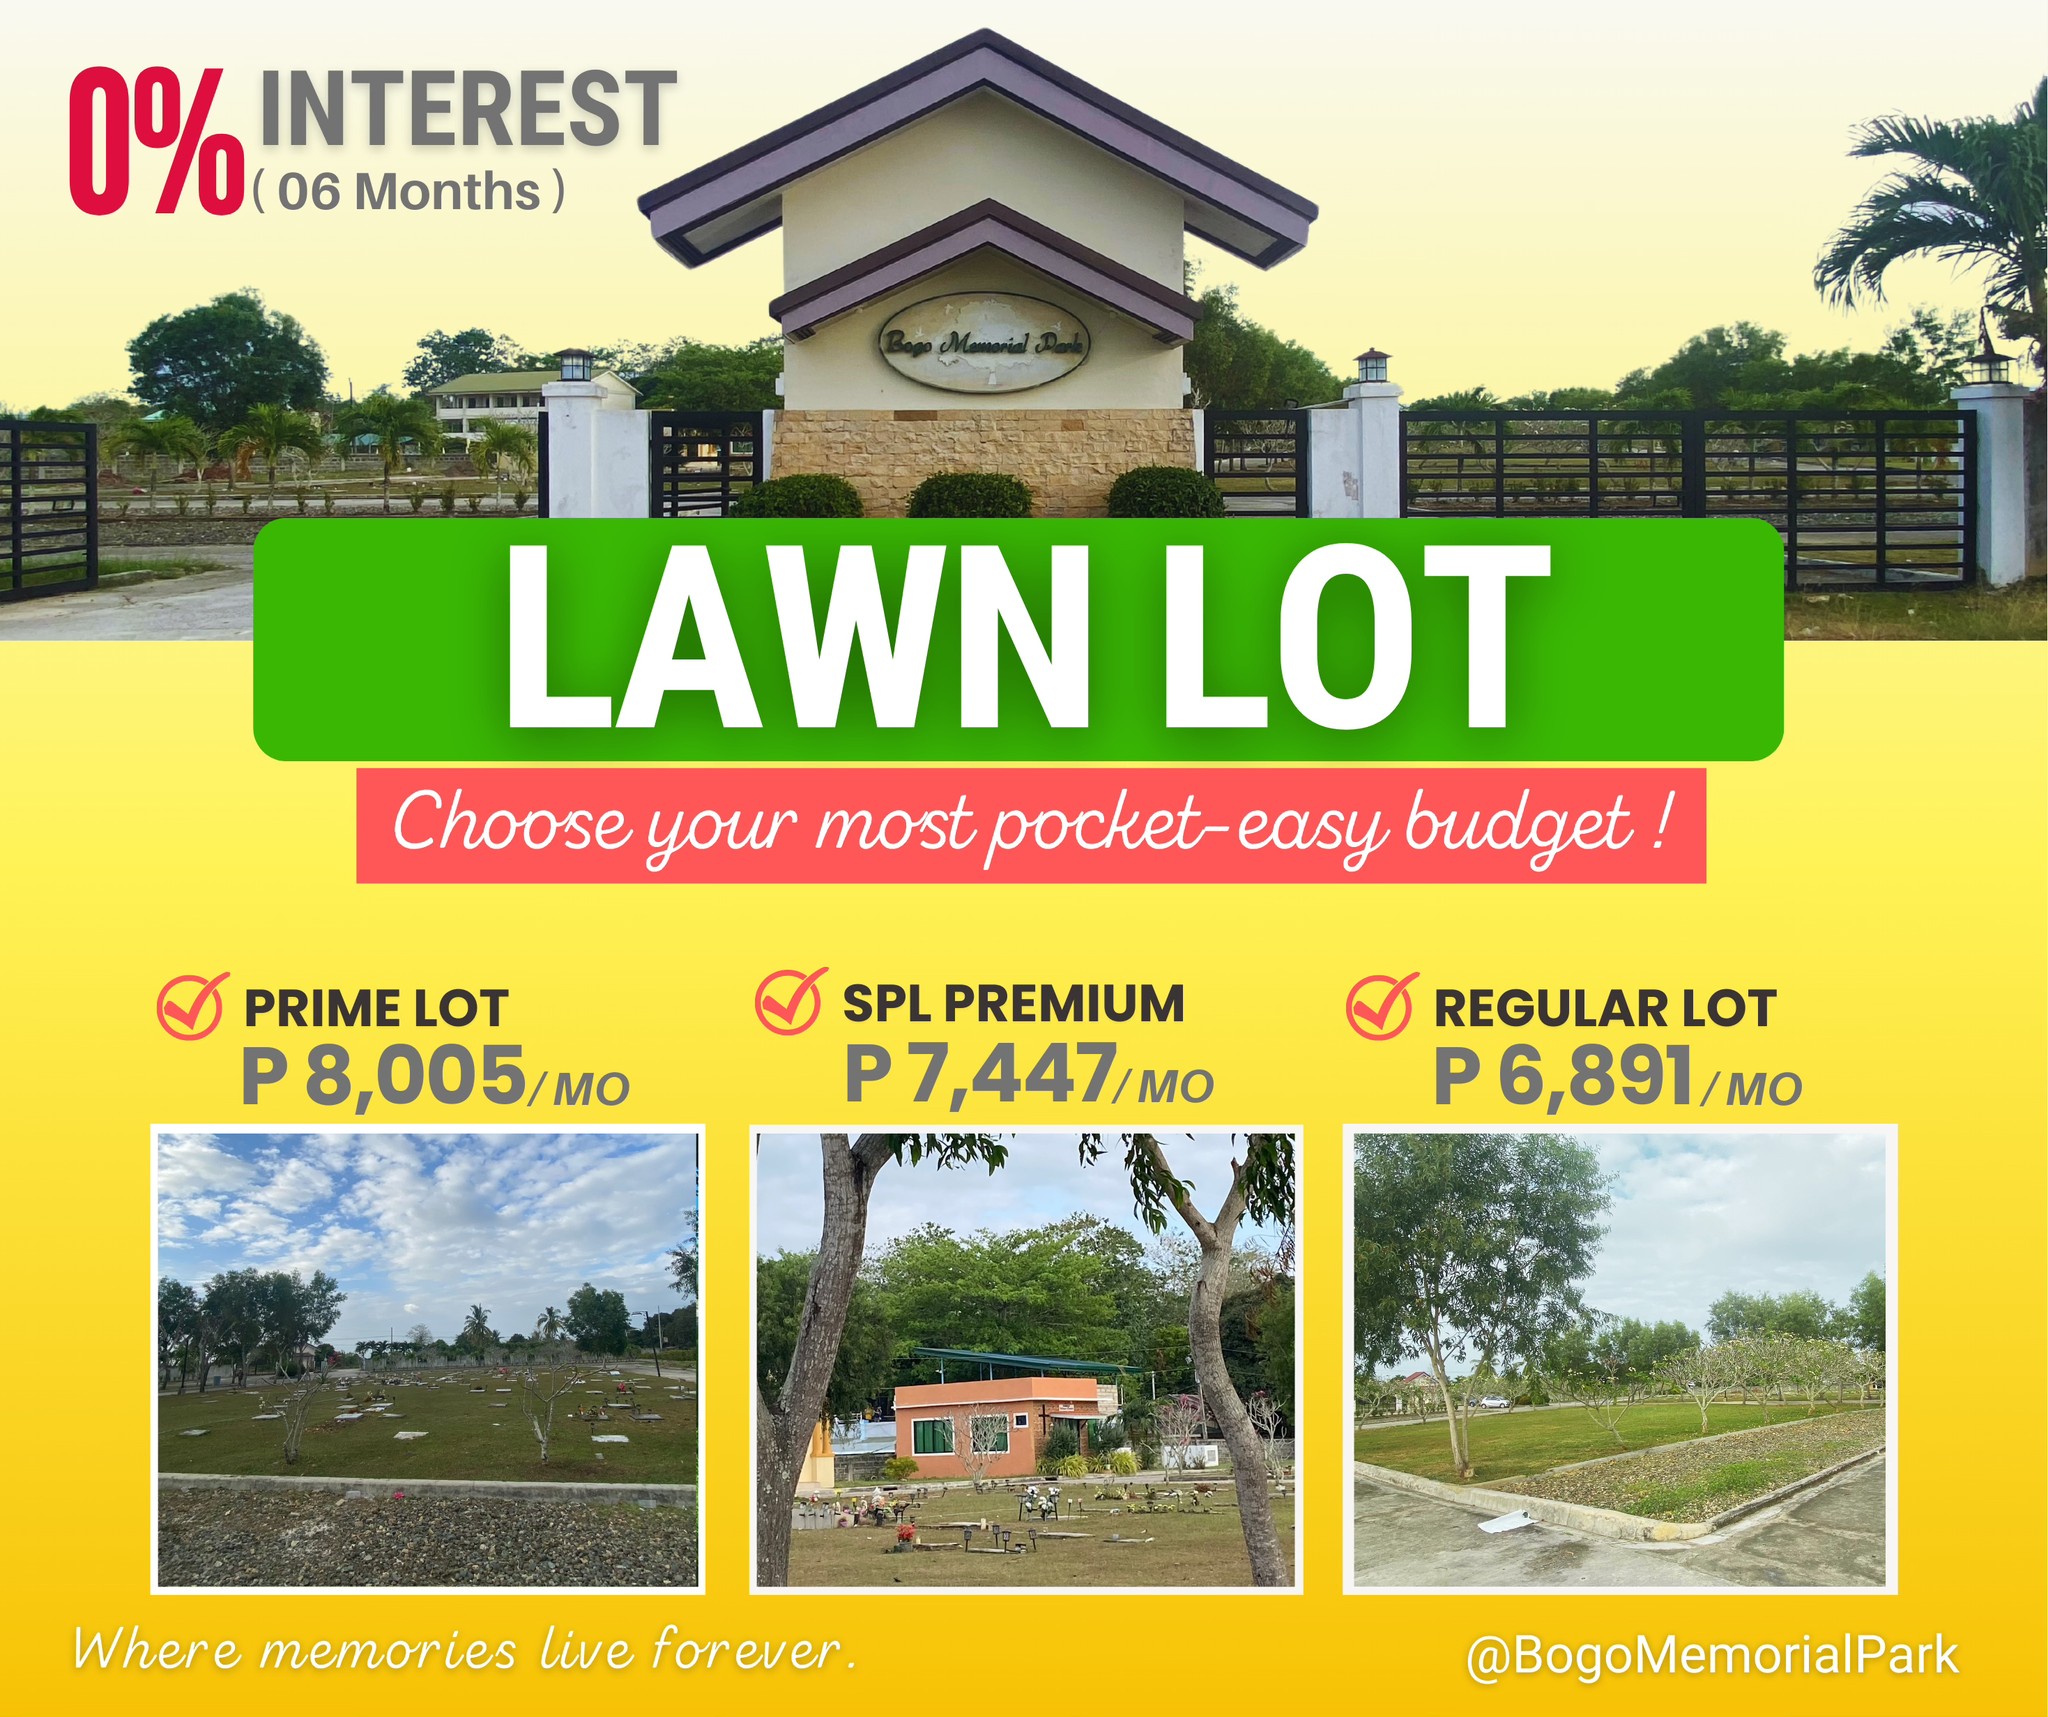 0% INTEREST
( 06 Months )
Bogo Memorial Park
LAWN LOT
Choose your most pocket-easy budget !
PRIME LOT
P 8,005/MO
SPL PREMIUM
P 7,447/MO
REGULAR LOT
P 6,891/MO
Where memories live forever.
@BogoMemorialPark